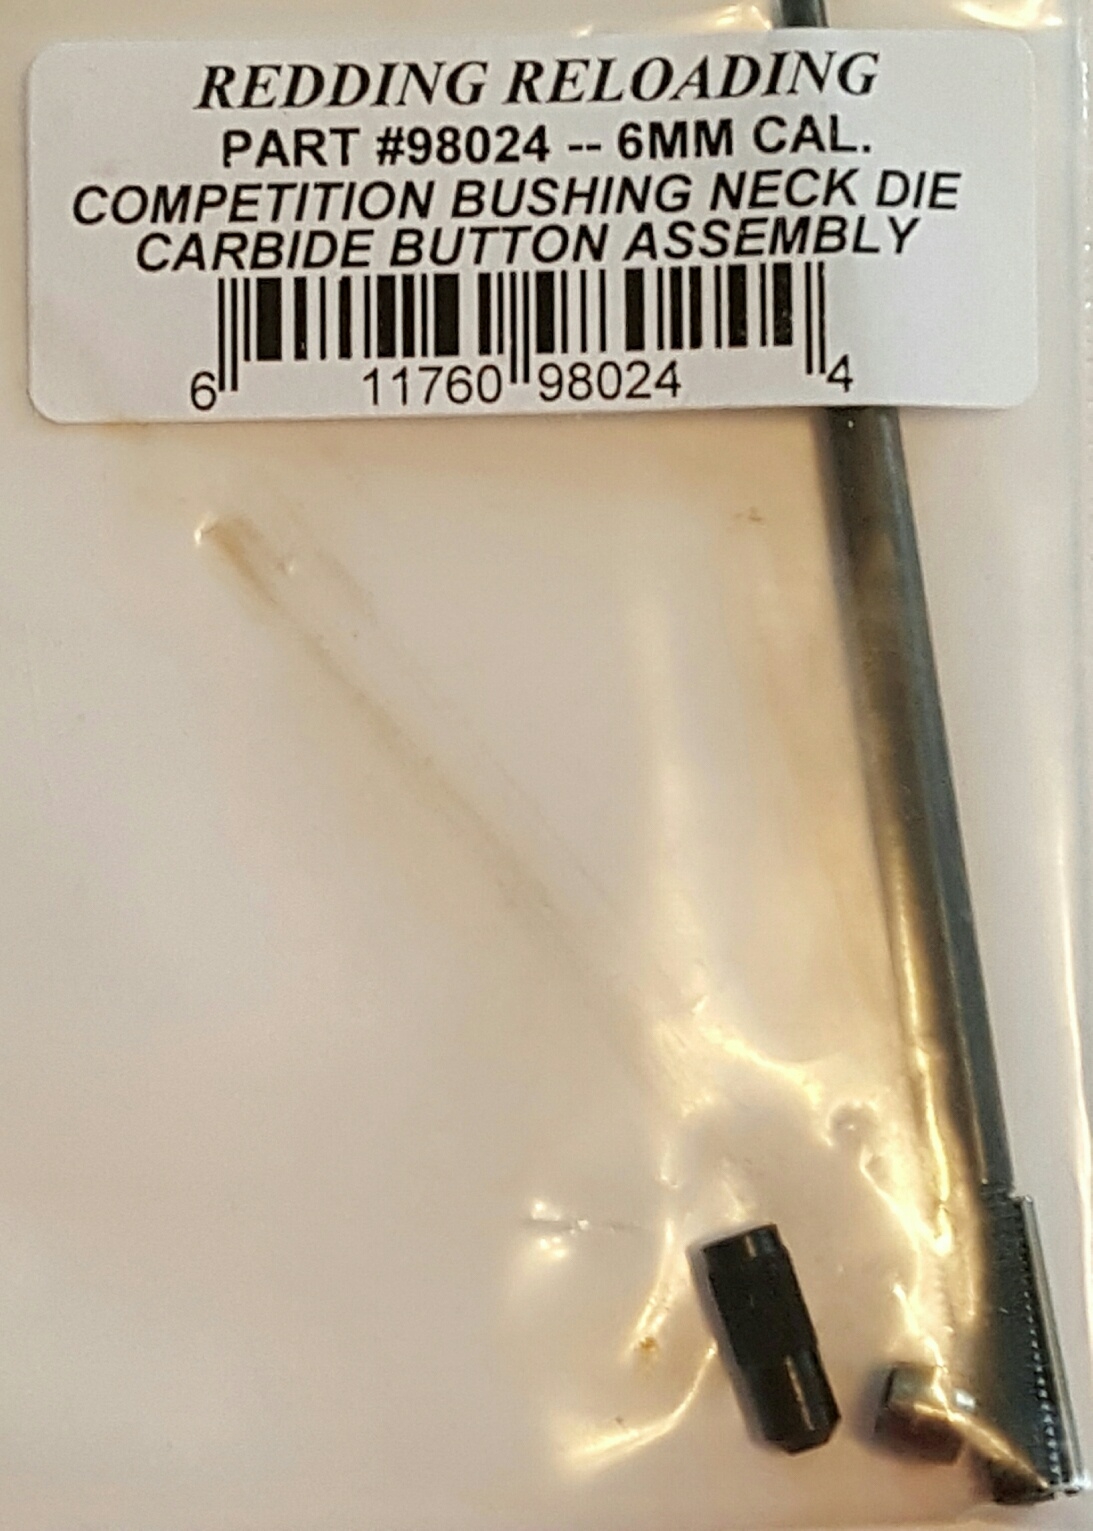 REDDING RELOADING
PART #98024 -- 6MM CAL.
COMPETITION BUSHING NECK DIE
CARBIDE BUTTON ASSEMBLY
6 11760 98024 4